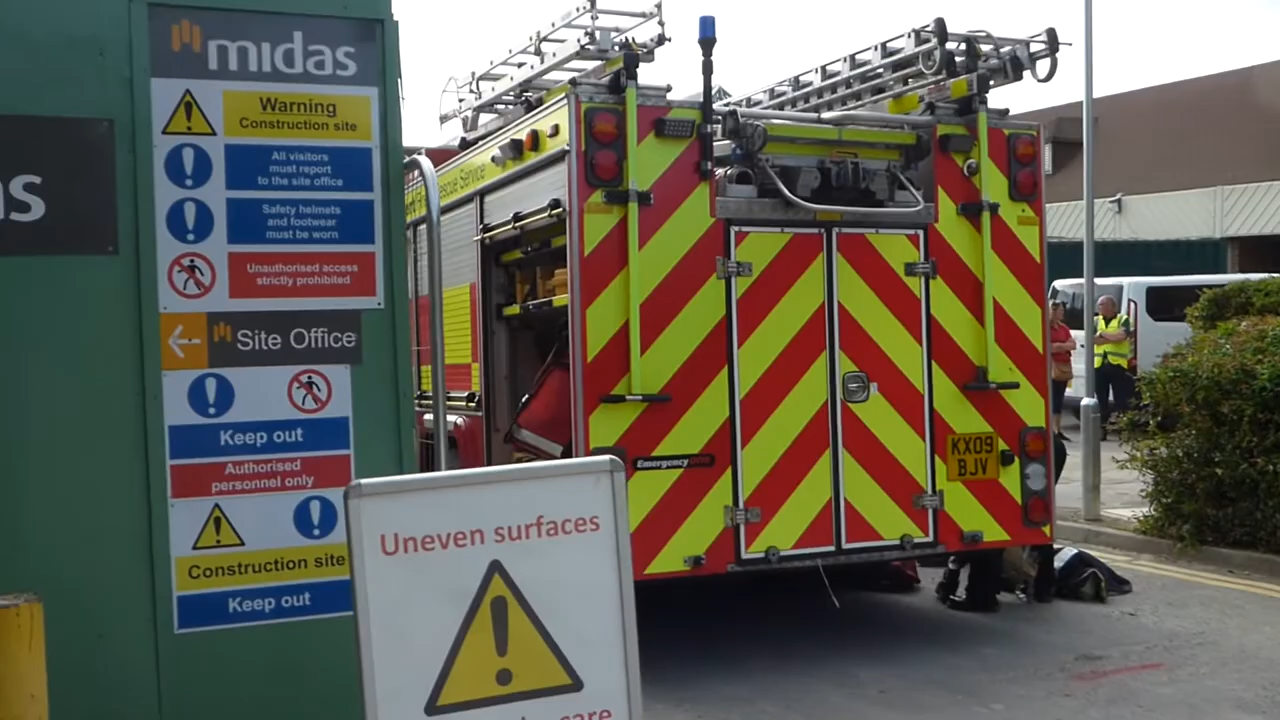 midas
Warning
Construction site
All visitors
must report
to the site office
Safety helmets
and footwear
must be worn
Unauthorised access
strictly prohibited
Site Office
Keep out
Authorised
personnel only
Construction site
Keep out
as
Uneven surfaces
care
Rescue Service
Emergency
KX09
BJV